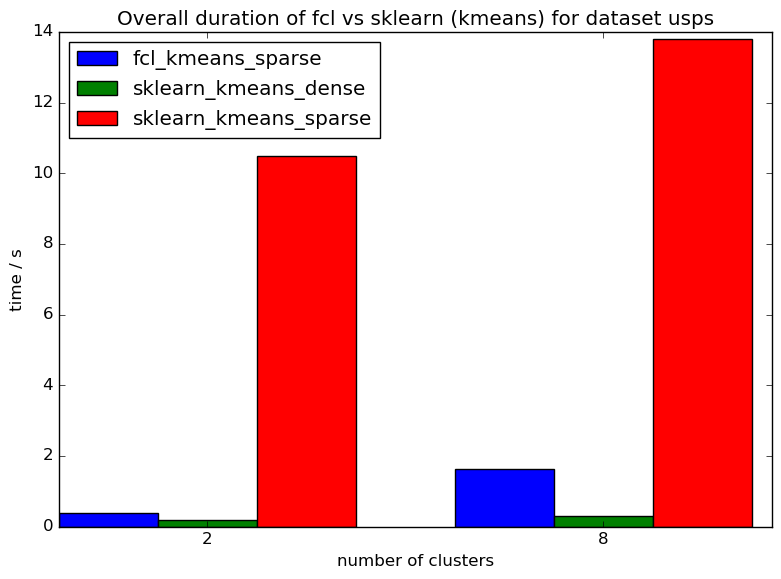 Overall duration of fcl vs sklearn (kmeans) for dataset usps
14
12
10
8
6
4
2
0
time / s
fcl_kmeans_sparse
sklearn_kmeans_dense
sklearn_kmeans_sparse
2 8
number of clusters